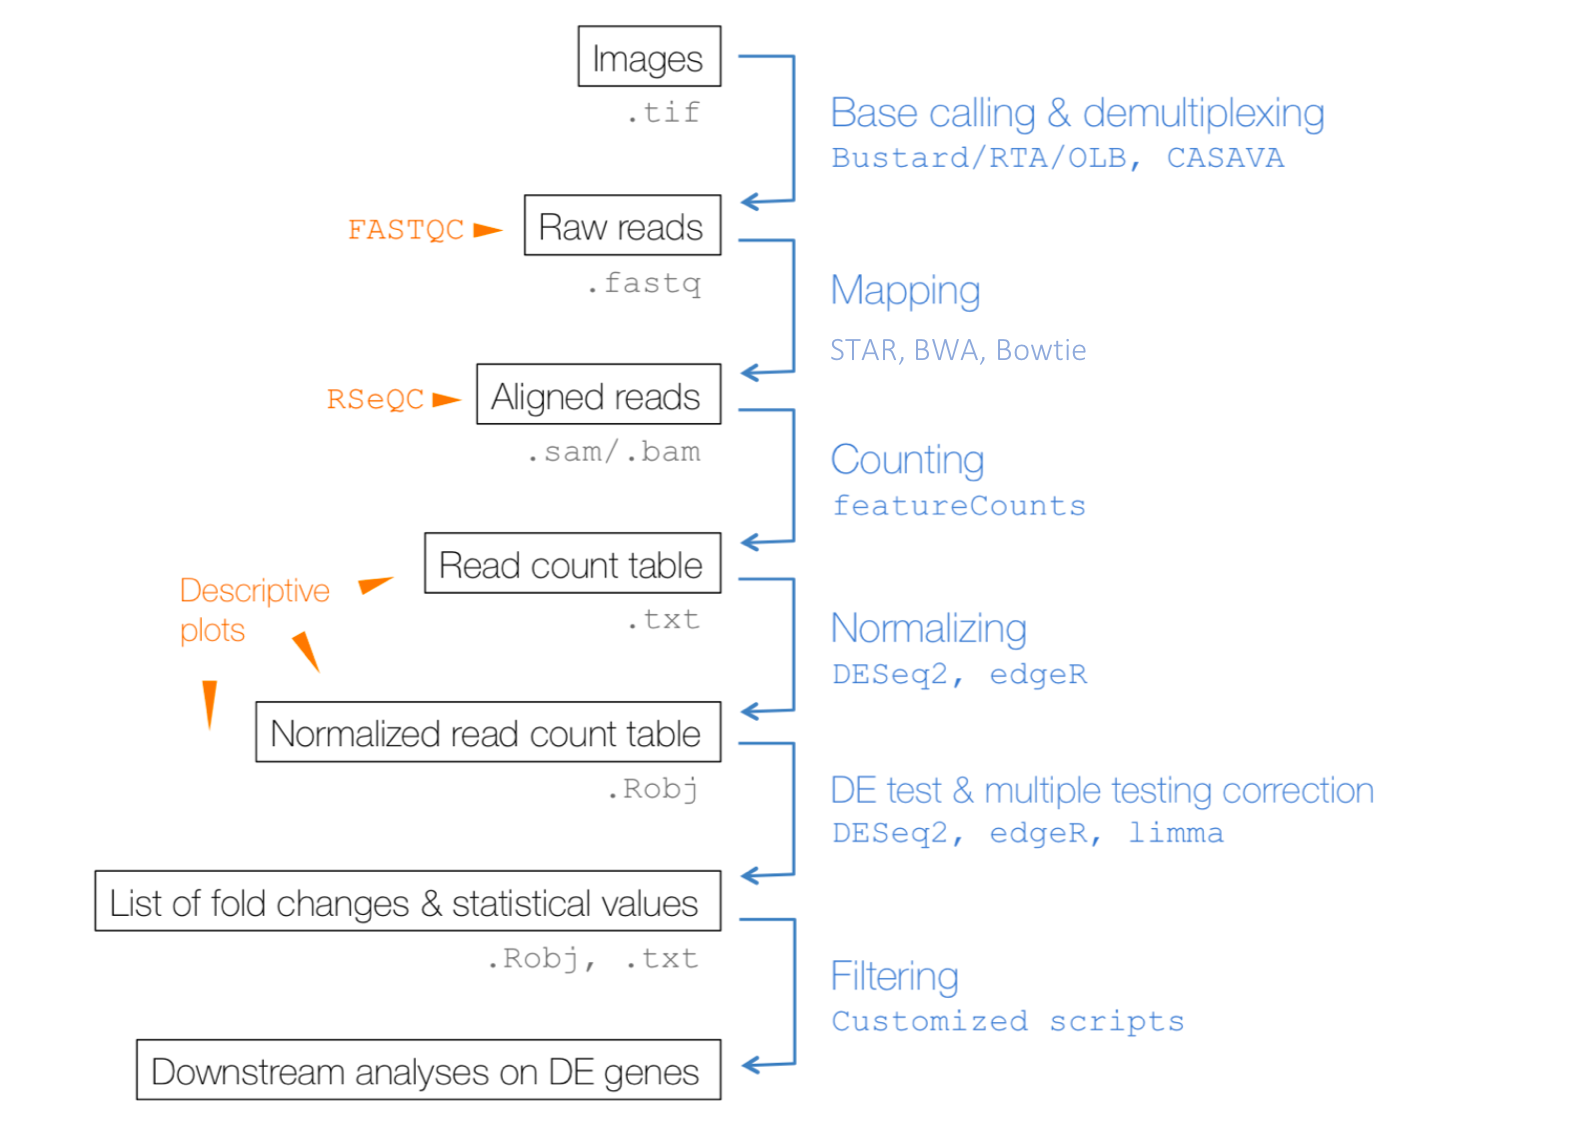 Images
.tif
Base calling & demultiplexing
Bustard/RTA/OLB, CASAVA
FASTQC
Raw reads
.fastq
Mapping
STAR, BWA, Bowtie
RSeQC
Aligned reads
.sam/.bam
Counting
featureCounts
Read count table
.txt
Descriptive
plots
Normalizing
DESeq2, edgeR
Normalized read count table
.Robj
DE test & multiple testing correction
DESeq2, edgeR, limma
List of fold changes & statistical values
.Robj, .txt
Filtering
Customized scripts
Downstream analyses on DE genes